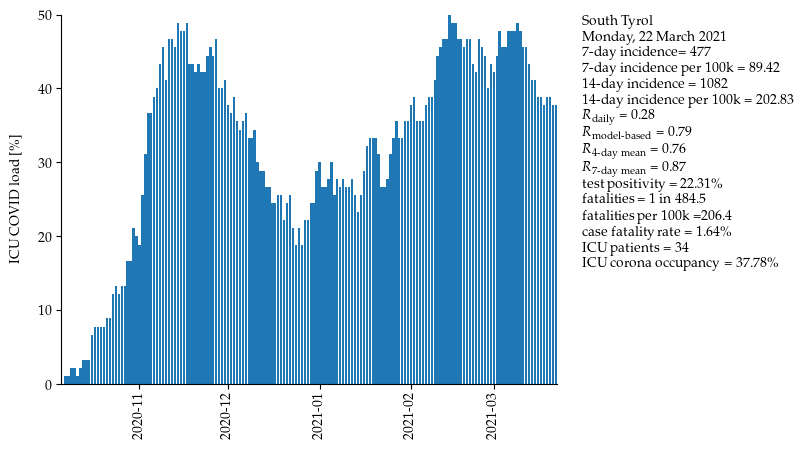 50
40
30
20
10
0
ICU COVID load [%]
2020-11
2020-12
2021-01
2021-02
2021-03
South Tyrol
Monday, 22 March 2021
7-day incidence= 477
7-day incidence per 100k = 89.42
14-day incidence = 1082
14-day incidence per 100k = 202.83
R daily = 0.28
R model-based = 0.79
R 4-day mean = 0.76
R 7-day mean = 0.87
test positivity = 22.31%
fatalities = 1 in 484.5
fatalities per 100k =206.4
case fatality rate = 1.64%
ICU patients = 34
ICU corona occupancy = 37.78%